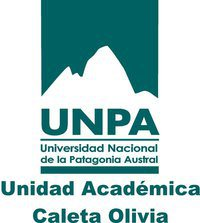 UNPA
Universidad Nacional
de la Patagonia Austral
Unidad Académica
Caleta Olivia